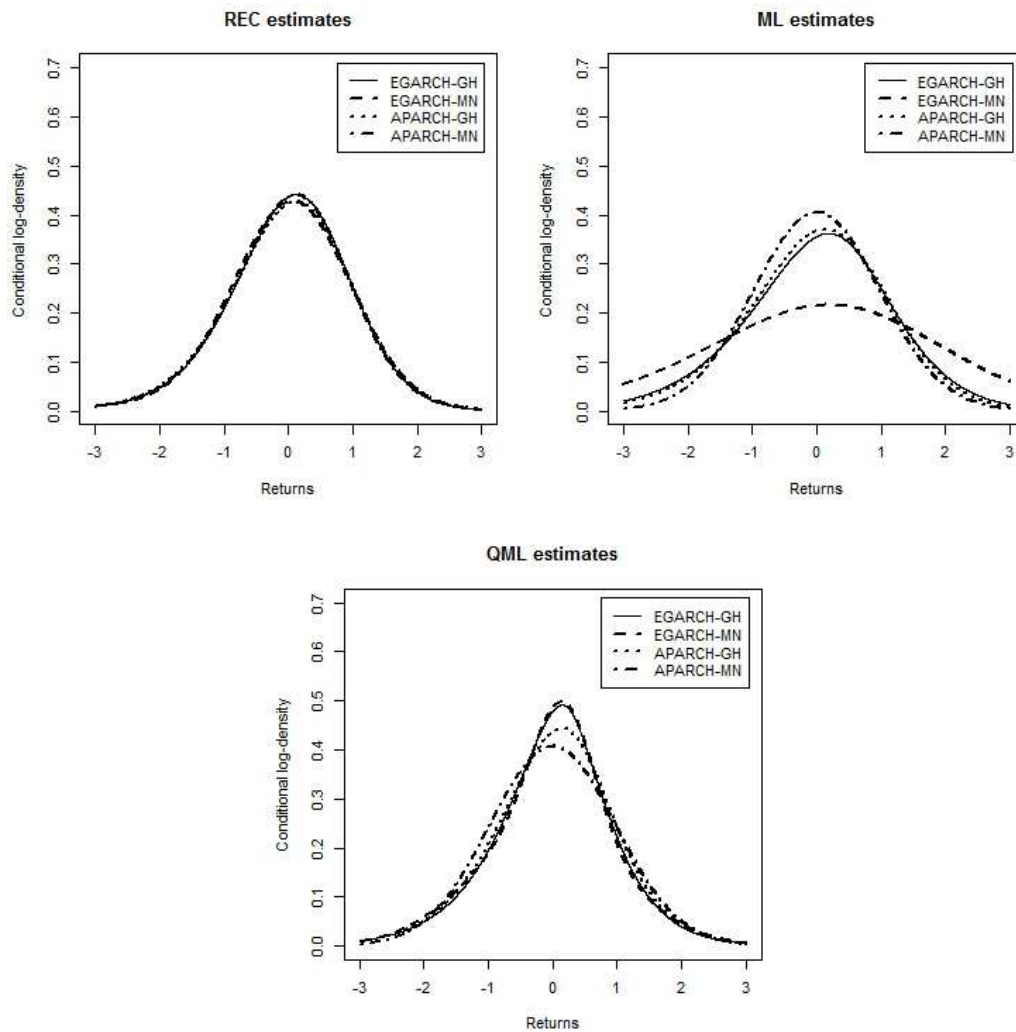 REC estimates
EGARCH-GH
EGARCH-MN
APARCH-GH
APARCH-MN
Conditional log-density
0.0 0.1 0.2 0.3 0.4 0.5 0.6 0.7
-3 -2 -1 0 1 2 3
Returns
ML estimates
EGARCH-GH
EGARCH-MN
APARCH-GH
APARCH-MN
Conditional log-density
0.0 0.1 0.2 0.3 0.4 0.5 0.6 0.7
-3 -2 -1 0 1 2 3
Returns
QML estimates
EGARCH-GH
EGARCH-MN
APARCH-GH
APARCH-MN
Conditional log-density
0.0 0.1 0.2 0.3 0.4 0.5 0.6 0.7
-3 -2 -1 0 1 2 3
Returns